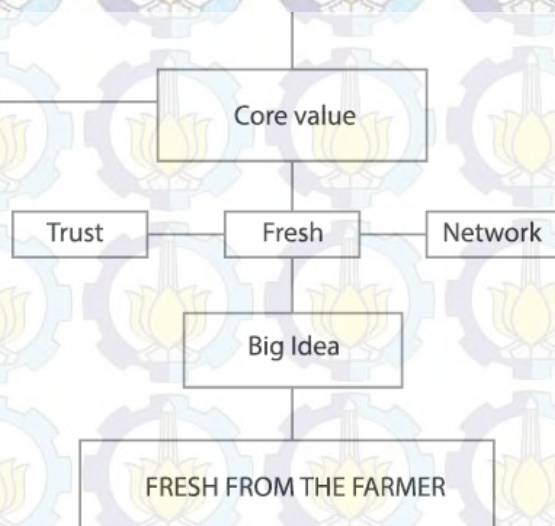 Core value
Trust
Fresh
Network
Big Idea
FRESH FROM THE FARMER